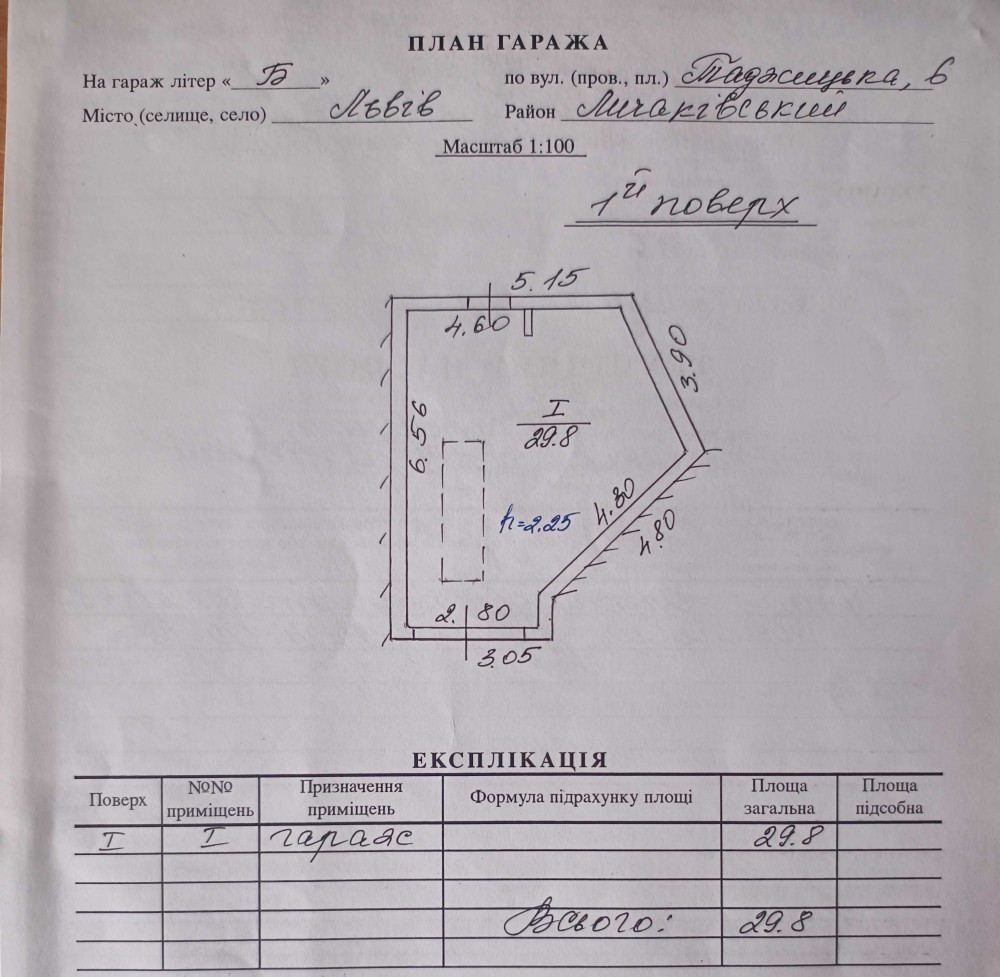 ПЛАН ГАРАЖА
На гараж літер « Б » по вул. (пров., пл.) Таджицька, 6
Місто (селище, село) Львів Район Личаківський
Масштаб 1:100
1й поверх
5.15
4.60
3.90
I
29.8
6.56
4.30
h=2.25
4.80
2.80
3.05
ЕКСПЛІКАЦІЯ
Поверх №№ приміщень Призначення приміщень Формула підрахунку площі Площа загальна Площа підсобна
I I гараж 29.8
Всього: 29.8